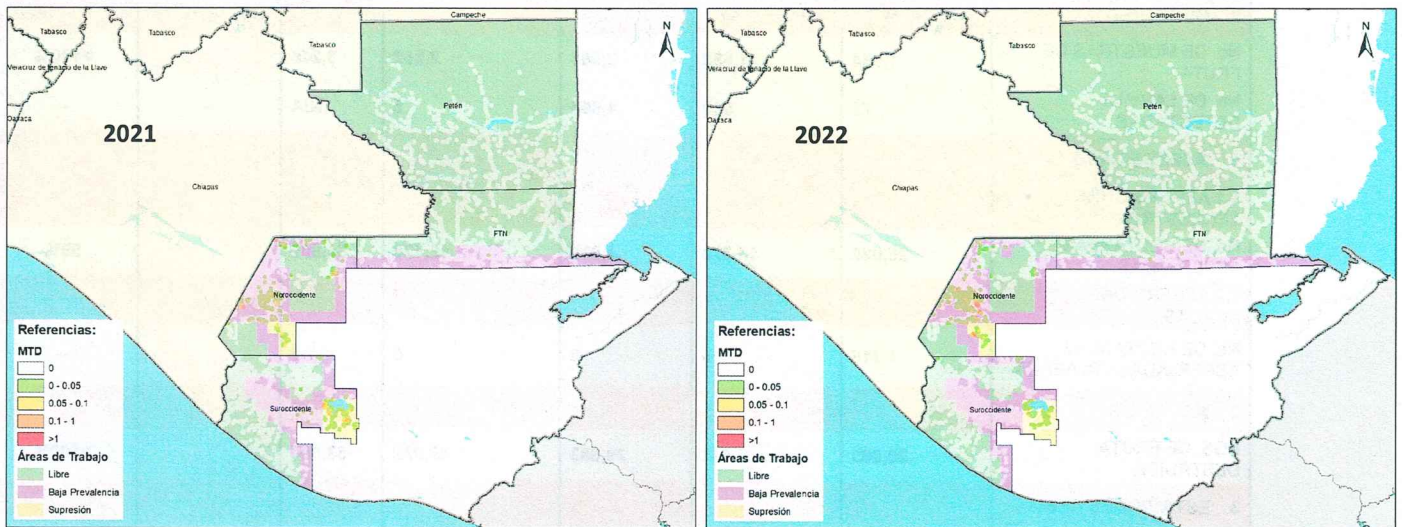 Campeche
Tabasco
Tabasco
Tabasco
N
Veracruz de Ignacio de la Llave
Petén
Oaxaca
2021
Chiapas
FTN
Noroccidente
Suroccidente
Referencias:
MTD
0
0 - 0.05
0.05 - 0.1
0.1 - 1
>1
Áreas de Trabajo
Libre
Baja Prevalencia
Supresión
Campeche
Tabasco
Tabasco
Tabasco
N
Veracruz de Ignacio de la Llave
Petén
Oaxaca
2022
Chiapas
FTN
Noroccidente
Suroccidente
Referencias:
MTD
0
0 - 0.05
0.05 - 0.1
0.1 - 1
>1
Áreas de Trabajo
Libre
Baja Prevalencia
Supresión